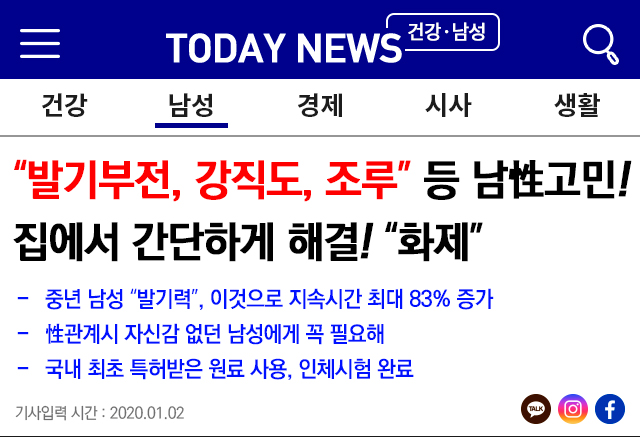 TODAY NEWS 건강·남성
건강 남성 경제 시사 생활
“발기부전, 강직도, 조루” 등 남性고민!
집에서 간단하게 해결! “화제”
- 중년 남성 “발기력”, 이것으로 지속시간 최대 83% 증가
- 性관계시 자신감 없던 남성에게 꼭 필요해
- 국내 최초 특허받은 원료 사용, 인체시험 완료
기사입력 시간 : 2020.01.02
TALK